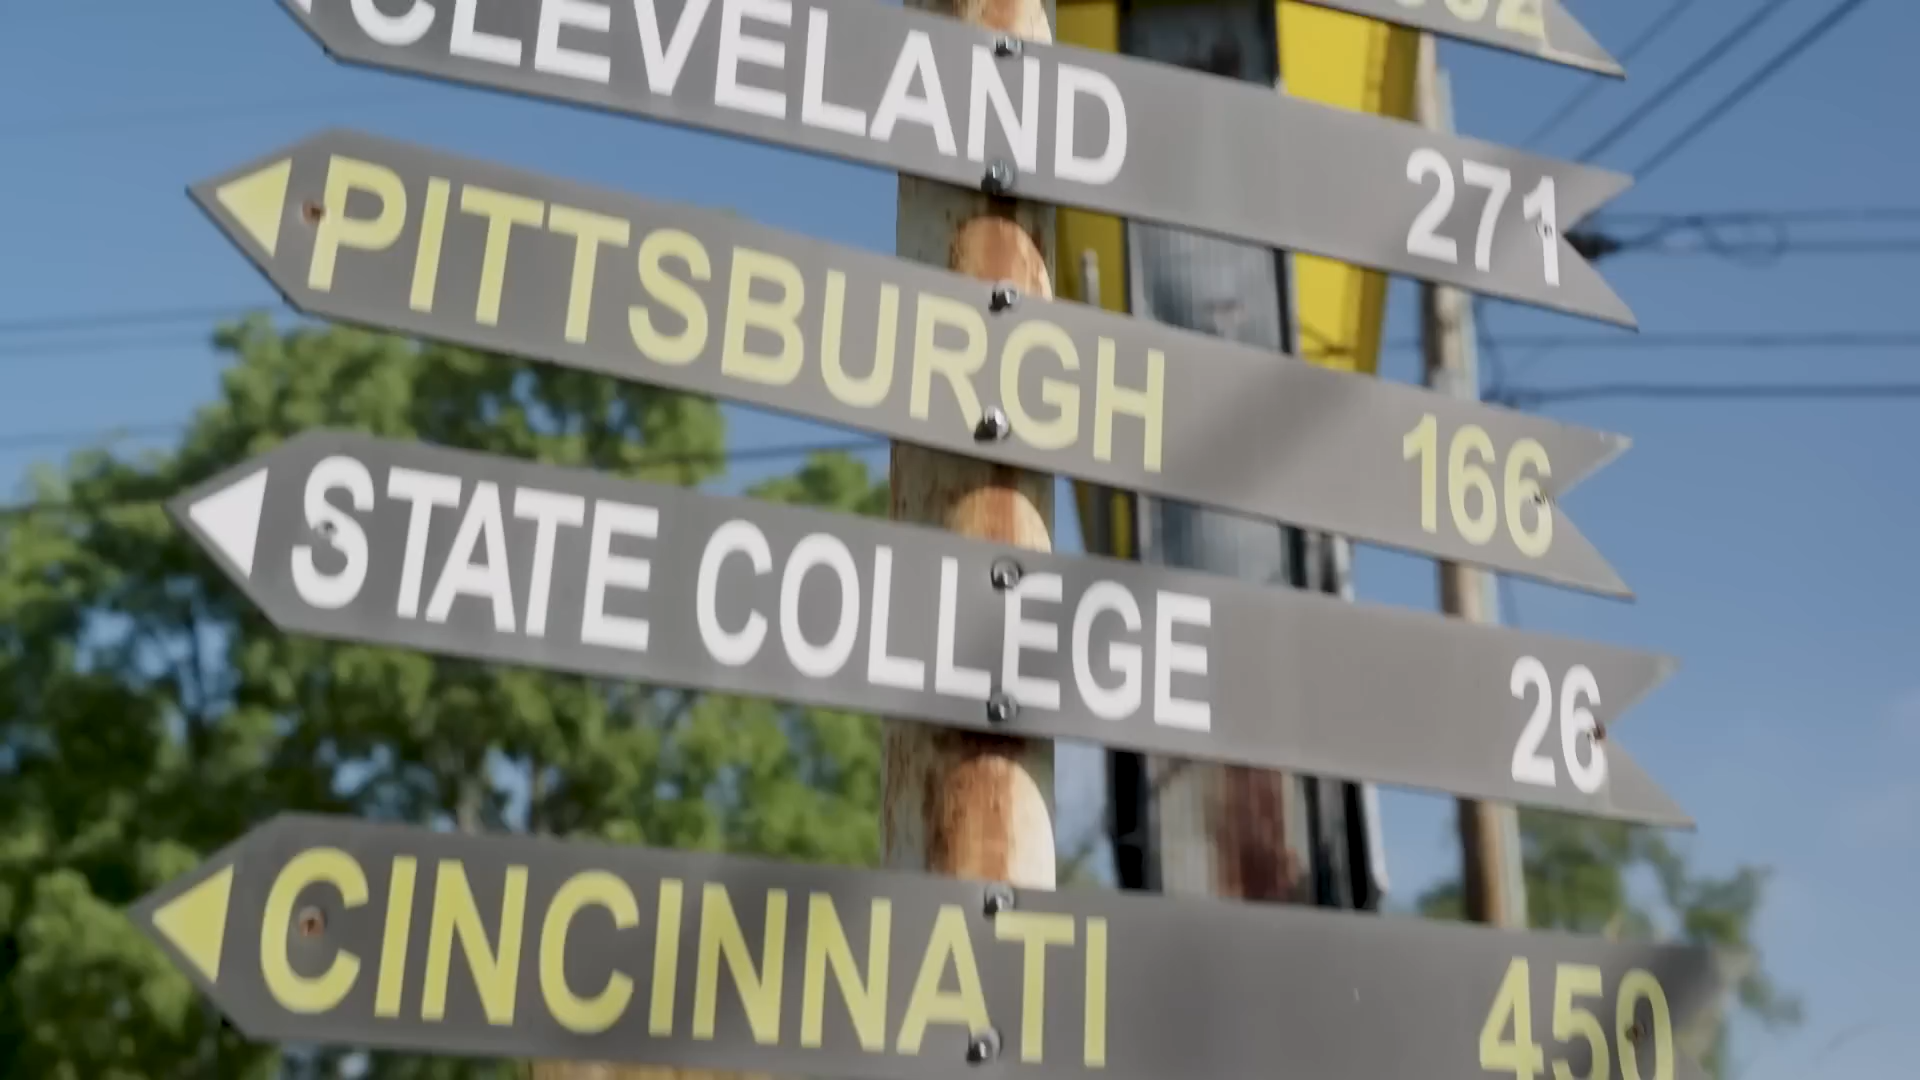 CLEVELAND 271
PITTSBURGH 166
STATE COLLEGE 26
CINCINNATI 450